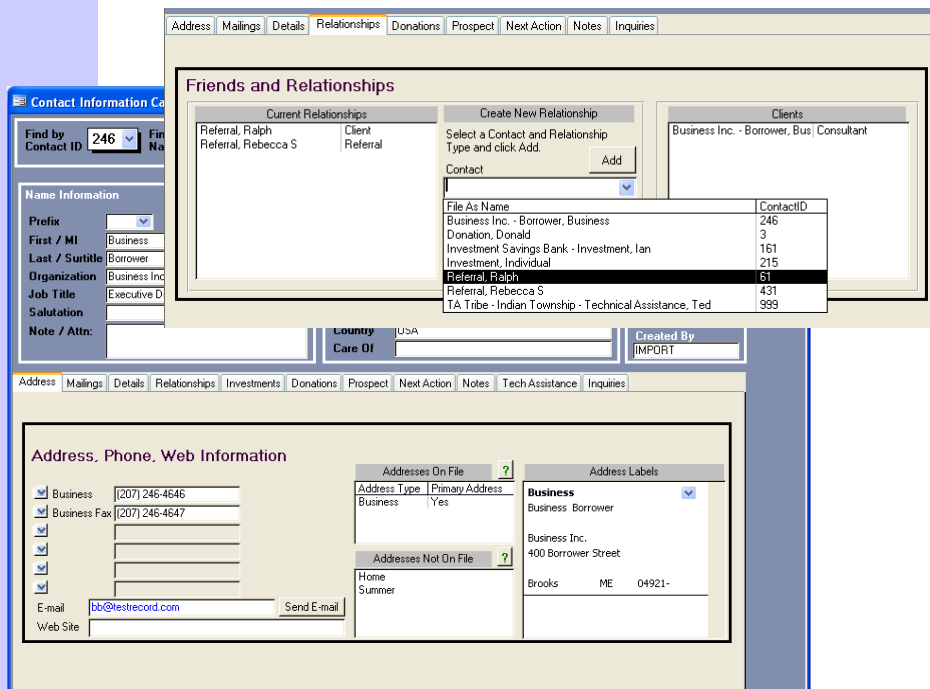 Address Mailings Details Relationships Donations Prospect Next Action Notes Inquiries
Friends and Relationships
Current Relationships
Referral, Ralph Client
Referral, Rebecca S Referral
Create New Relationship
Select a Contact and Relationship
Type and click Add.
Add
Contact
File As Name ContactID
Business Inc. - Borrower, Business 246
Donation, Donald 3
Investment Savings Bank - Investment, Ian 161
Investment, Individual 215
Referral, Ralph 61
Referral, Rebecca S 431
TA Tribe - Indian Township - Technical Assistance, Ted 999
Clients
Business Inc. - Borrower, Bus Consultant
Contact Information Ca
Find by
Contact ID
246
Fin
Na
Name Information
Prefix
First / MI Business
Last / Surtitle Borrower
Organization Business Inc
Job Title Executive Di
Salutation
Note / Attn:
Country USA
Care Of
Created By
IMPORT
Address Mailings Details Relationships Investments Donations Prospect Next Action Notes Tech Assistance Inquiries
Address, Phone, Web Information
Business (207) 246-4646
Business Fax (207) 246-4647
E-mail bb@testrecord.com Send E-mail
Web Site
Addresses On File ?
Address Type Primary Address
Business Yes
Addresses Not On File ?
Home
Summer
Address Labels
Business
Business Borrower
Business Inc.
400 Borrower Street
Brooks ME 04921-